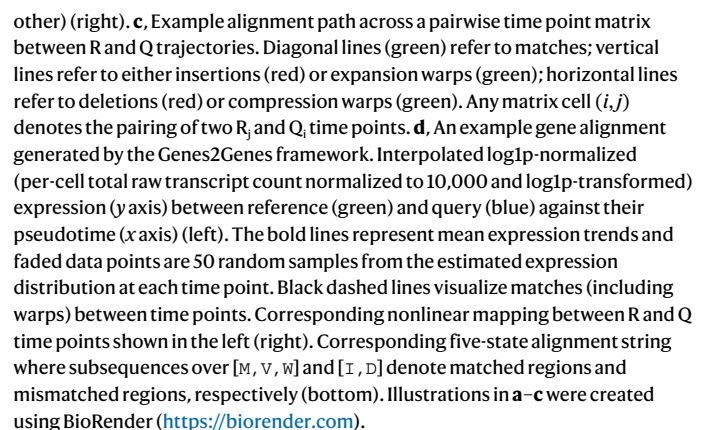 other) (right). c, Example alignment path across a pairwise time point matrix
between R and Q trajectories. Diagonal lines (green) refer to matches; vertical
lines refer to either insertions (red) or expansion warps (green); horizontal lines
refer to deletions (red) or compression warps (green). Any matrix cell (i,j)
denotes the pairing of two Rj and Qi time points. d, An example gene alignment
generated by the Genes2Genes framework. Interpolated log1p-normalized
(per-cell total raw transcript count normalized to 10,000 and log1p-transformed)
expression (y axis) between reference (green) and query (blue) against their
pseudotime (x axis) (left). The bold lines represent mean expression trends and
faded data points are 50 random samples from the estimated expression
distribution at each time point. Black dashed lines visualize matches (including
warps) between time points. Corresponding nonlinear mapping between R and Q
time points shown in the left (right). Corresponding five-state alignment string
where subsequences over [M,V,W] and [I,D] denote matched regions and
mismatched regions, respectively (bottom). Illustrations in a–c were created
using BioRender (https://biorender.com).